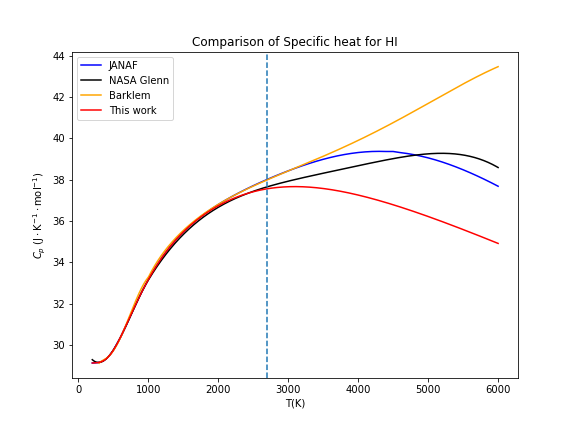 Comparison of Specific heat for HI
JANAF
NASA Glenn
Barklem
This work
44
42
40
38
36
34
32
30
C_p (J · K⁻¹ · mol⁻¹)
0 1000 2000 3000 4000 5000 6000
T(K)